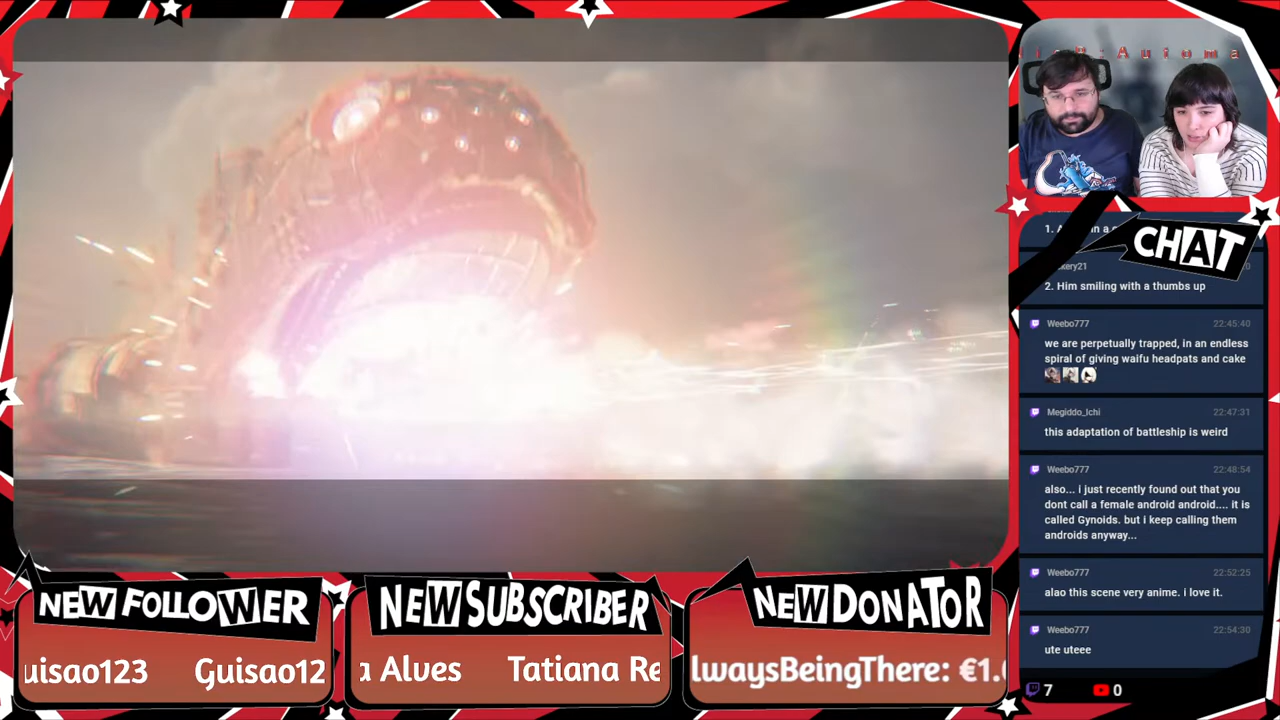 i e R : A u t o m a
CHAT
2. Him smiling with a thumbs up
Weebo777 22:45:40
we are perpetually trapped, in an endless
spiral of giving waifu headpats and cake
Megiddo_Ichi 22:47:31
this adaptation of battleship is weird
Weebo777 22:48:54
also... i just recently found out that you
dont call a female android android.... it is
called Gynoids. but i keep calling them
androids anyway...
Weebo777 22:52:25
alao this scene very anime. i love it.
Weebo777 22:54:30
ute uteee
7 0
NEW FOLLOWER
uisao123 Guisao12
NEW SUBSCRIBER
a Alves Tatiana Re
NEW DONATOR
lwaysBeingThere: €1.